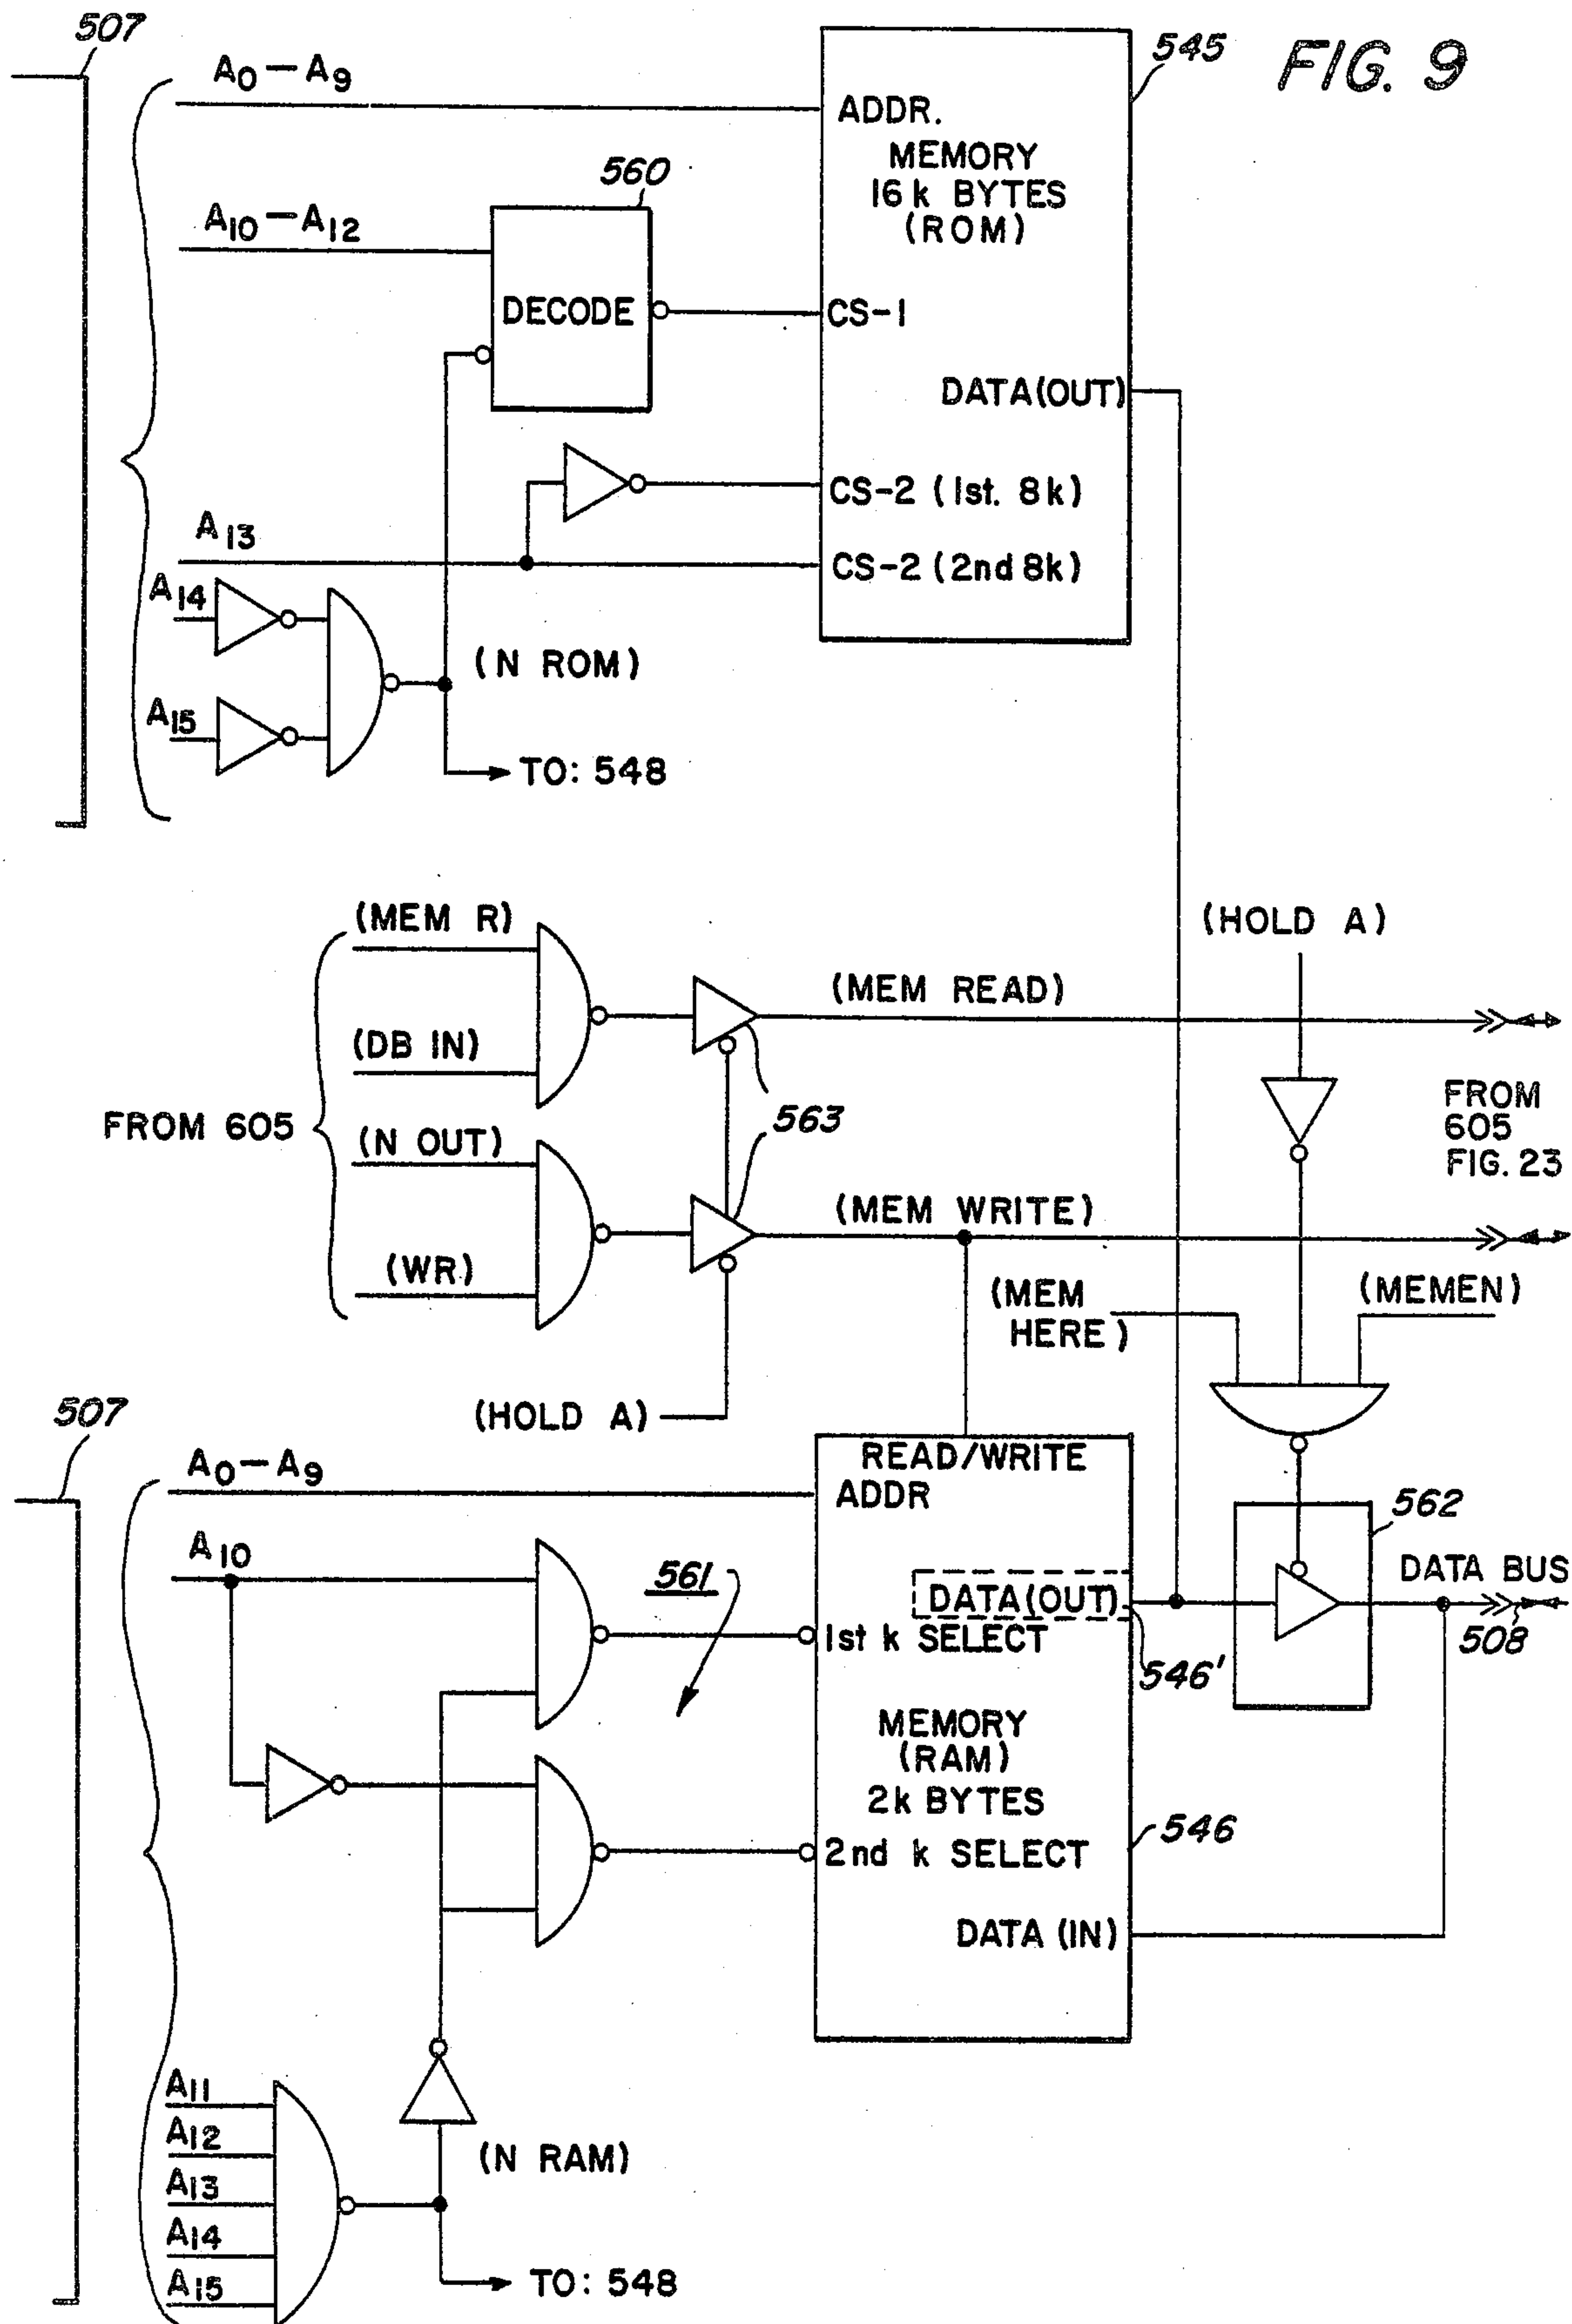 FIG. 9
507
A0—A9
545
ADDR.
MEMORY
16k BYTES
(ROM)
560
A10—A12
DECODE
CS-1
DATA(OUT)
CS-2 (1st. 8k)
A13
CS-2 (2nd 8k)
A14
(N ROM)
A15
TO: 548
(MEM R)
(HOLD A)
(MEM READ)
(DB IN)
563
FROM 605
FROM
605
FIG. 23
(N OUT)
(MEM WRITE)
(WR)
(MEM
HERE)
(MEMEN)
(HOLD A)
507
A0—A9
READ/WRITE
ADDR
562
A10
561
DATA(OUT)
DATA BUS
1st k SELECT
508
546'
MEMORY
(RAM)
2k BYTES
2nd k SELECT
546
DATA (IN)
A11
A12
(N RAM)
A13
A14
A15
TO: 548